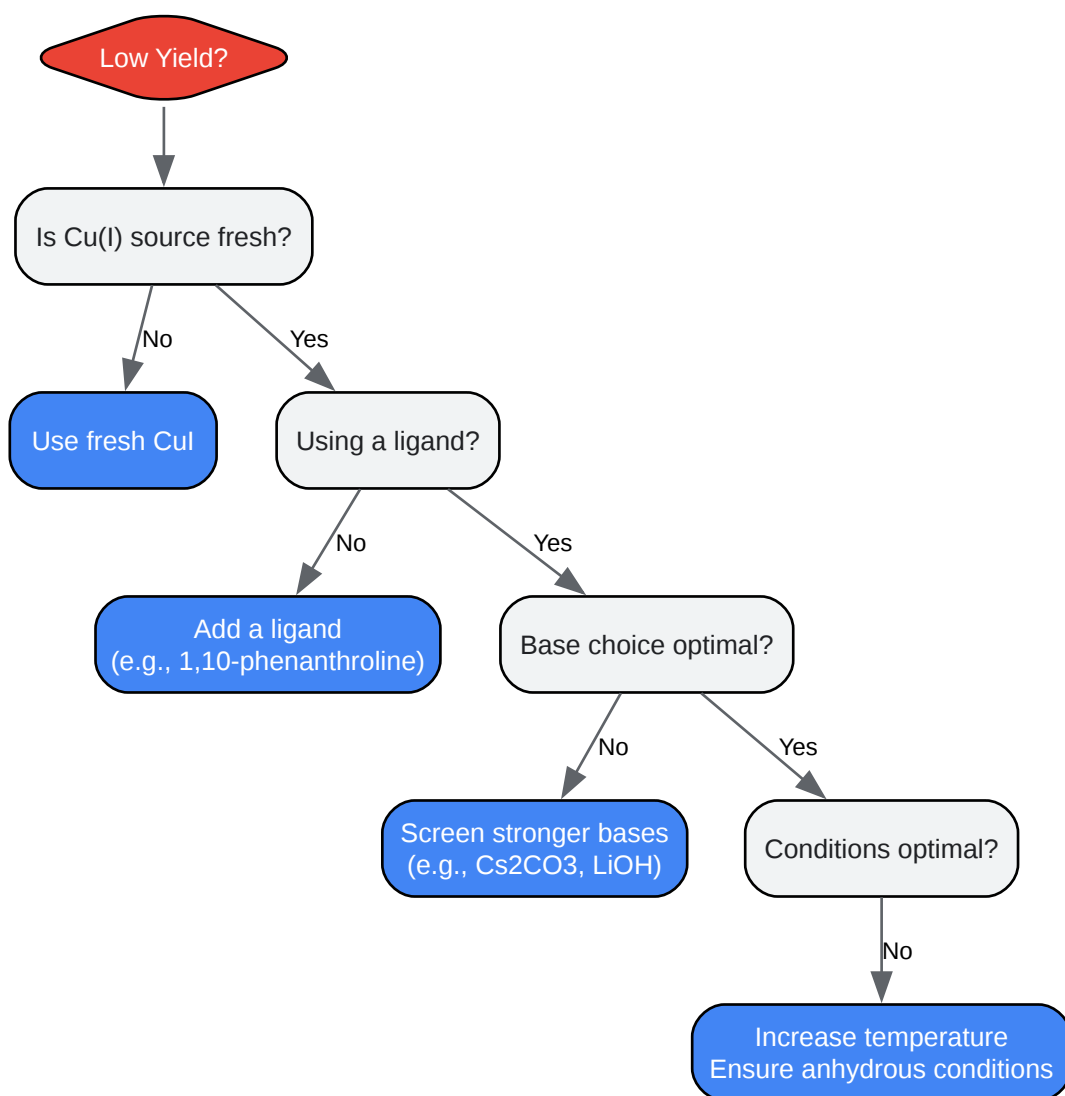 Low Yield?
Is Cu(I) source fresh?
No
Yes
Use fresh CuI
Using a ligand?
No
Yes
Add a ligand
(e.g., 1,10-phenanthroline)
Base choice optimal?
No
Yes
Screen stronger bases
(e.g., Cs2CO3, LiOH)
Conditions optimal?
No
Increase temperature
Ensure anhydrous conditions